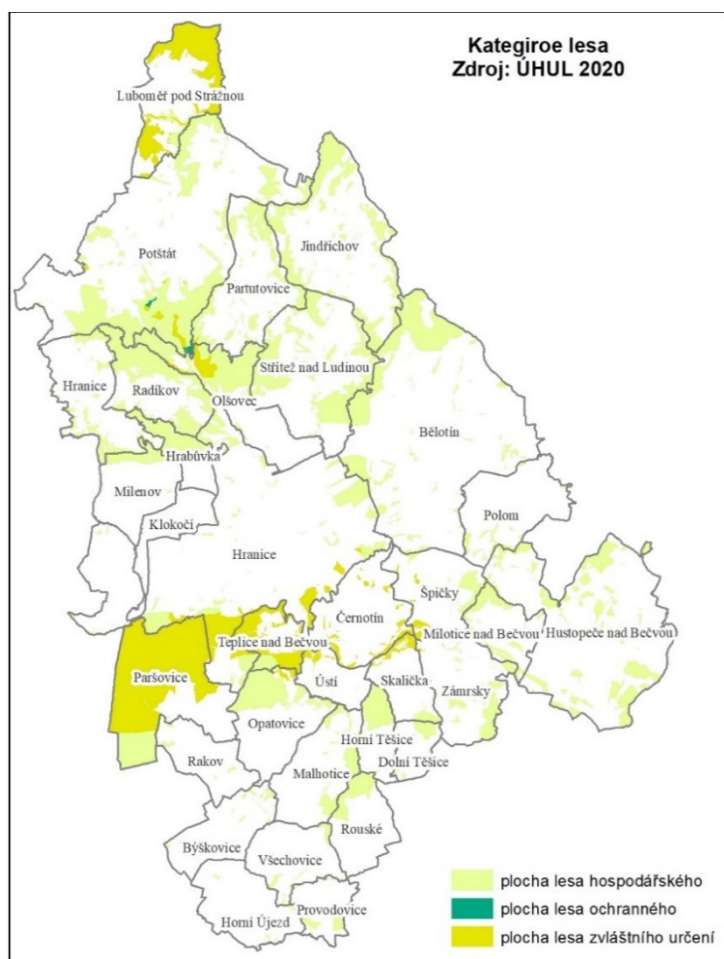 Kategiroe lesa
Zdroj: ÚHUL 2020
Luboměř pod Strážnou
Potštát
Jindřichov
Partutovice
Střítež nad Ludinou
Hranice
Radíkov
Olšovec
Bělotín
Hrabůvka
Milenov
Polom
Klokočí
Hranice
Špičky
Černotín
Teplice nad Bečvou
Milotice nad Bečvou
Hustopeče nad Bečvou
Paršovice
Ústí
Skalička
Zámrsky
Opatovice
Horní Těšice
Rakov
Malhotice
Dolní Těšice
Rouské
Býškovice
Všechovice
Horní Újezd
Provodovice
plocha lesa hospodářského
plocha lesa ochranného
plocha lesa zvláštního určení